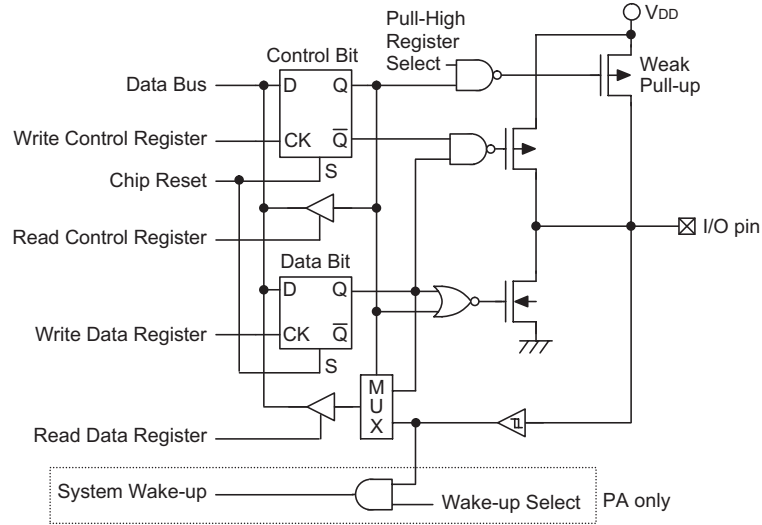 VDD
Pull-High
Register
Select
Control Bit
Weak
Pull-up
Data Bus
D Q
Write Control Register
CK Q
Chip Reset
S
I/O pin
Read Control Register
Data Bit
D Q
Write Data Register
CK Q
S
M
U
X
Read Data Register
System Wake-up
Wake-up Select
PA only